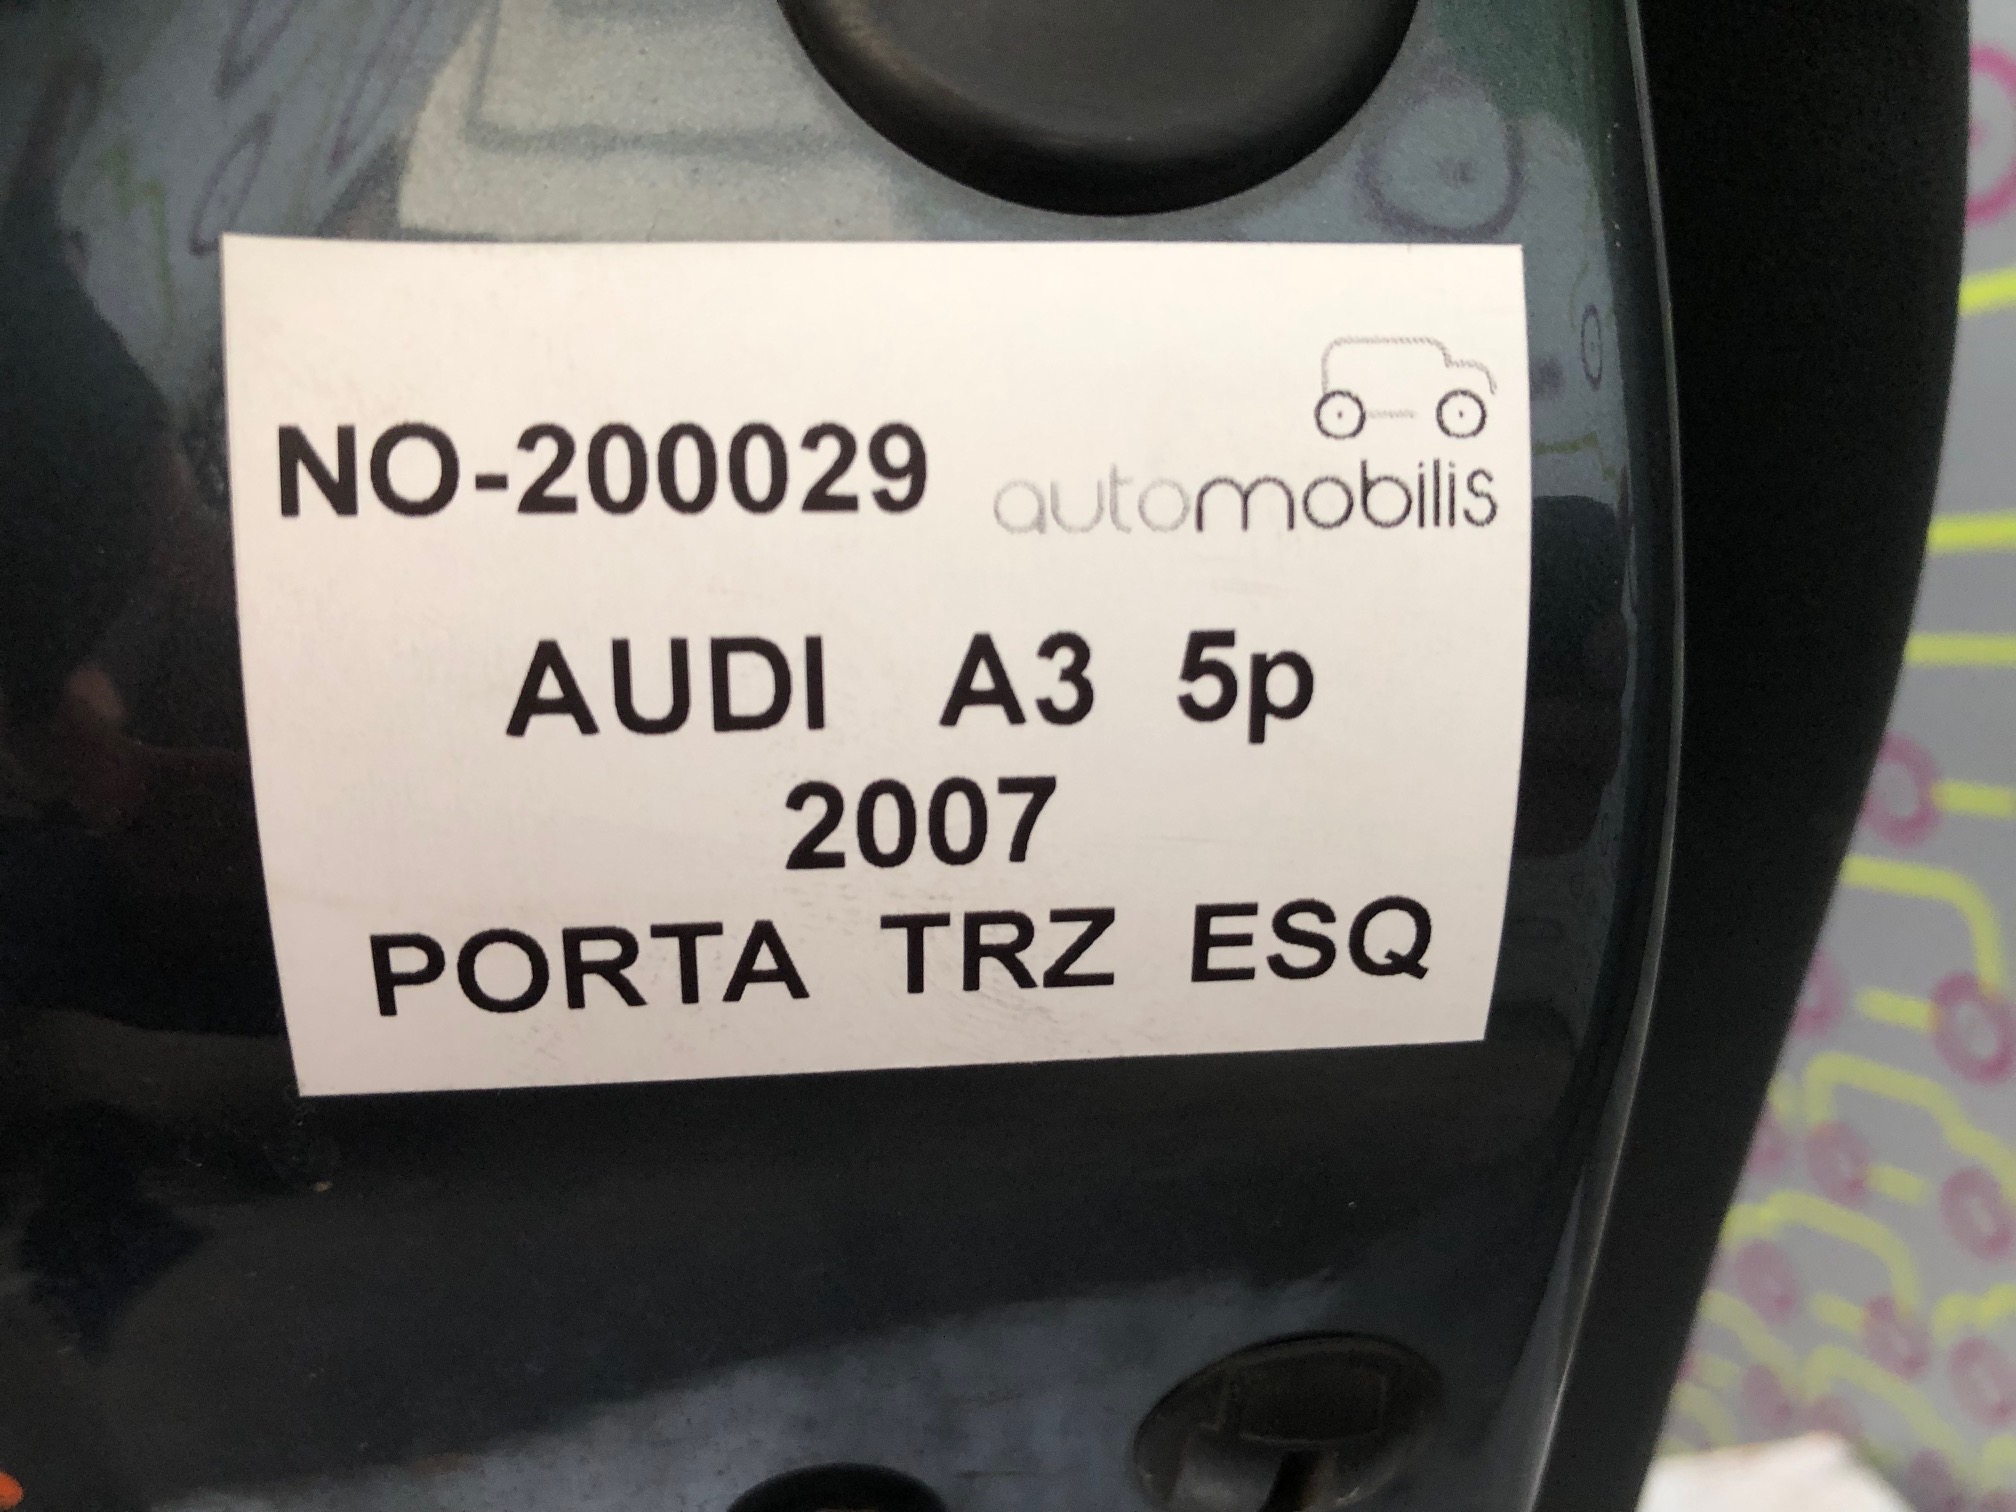 NO-200029 automobilis
AUDI A3 5p
2007
PORTA TRZ ESQ